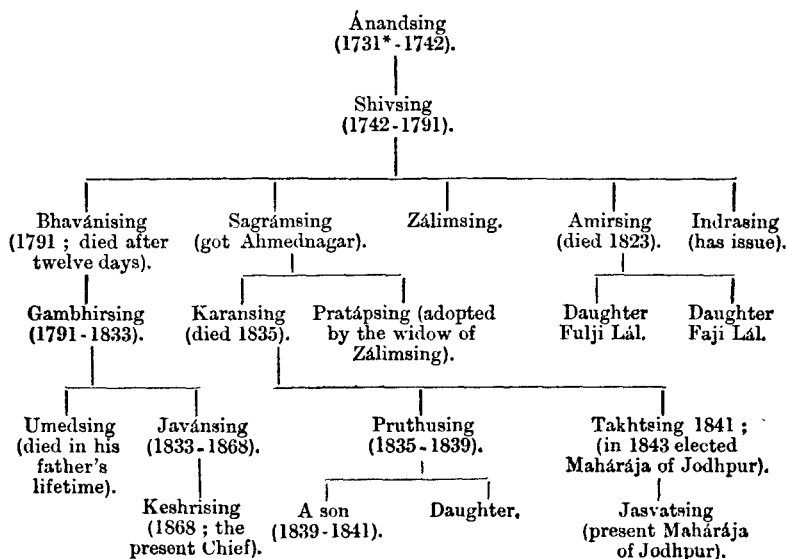 Ánandsing
(1731*-1742).
Shivsing
(1742-1791).
Bhavánising
(1791 ; died after
twelve days).
Sagrámsing
(got Ahmednagar).
Zálimsing.
Amirsing
(died 1823).
Indrasing
(has issue).
Gambhirsing
(1791-1833).
Karansing
(died 1835).
Pratápsing (adopted
by the widow of
Zálimsing).
Daughter
Fulji Lál.
Daughter
Faji Lál.
Umedsing
(died in his
father's
lifetime).
Javánsing
(1833-1868).
Pruthusing
(1835-1839).
Takhtsing 1841 ;
(in 1843 elected
Mahárája of Jodhpur).
Keshrising
(1868 ; the
present Chief).
A son
(1839-1841).
Daughter.
Jasvatsing
(present Mahárája
of Jodhpur).